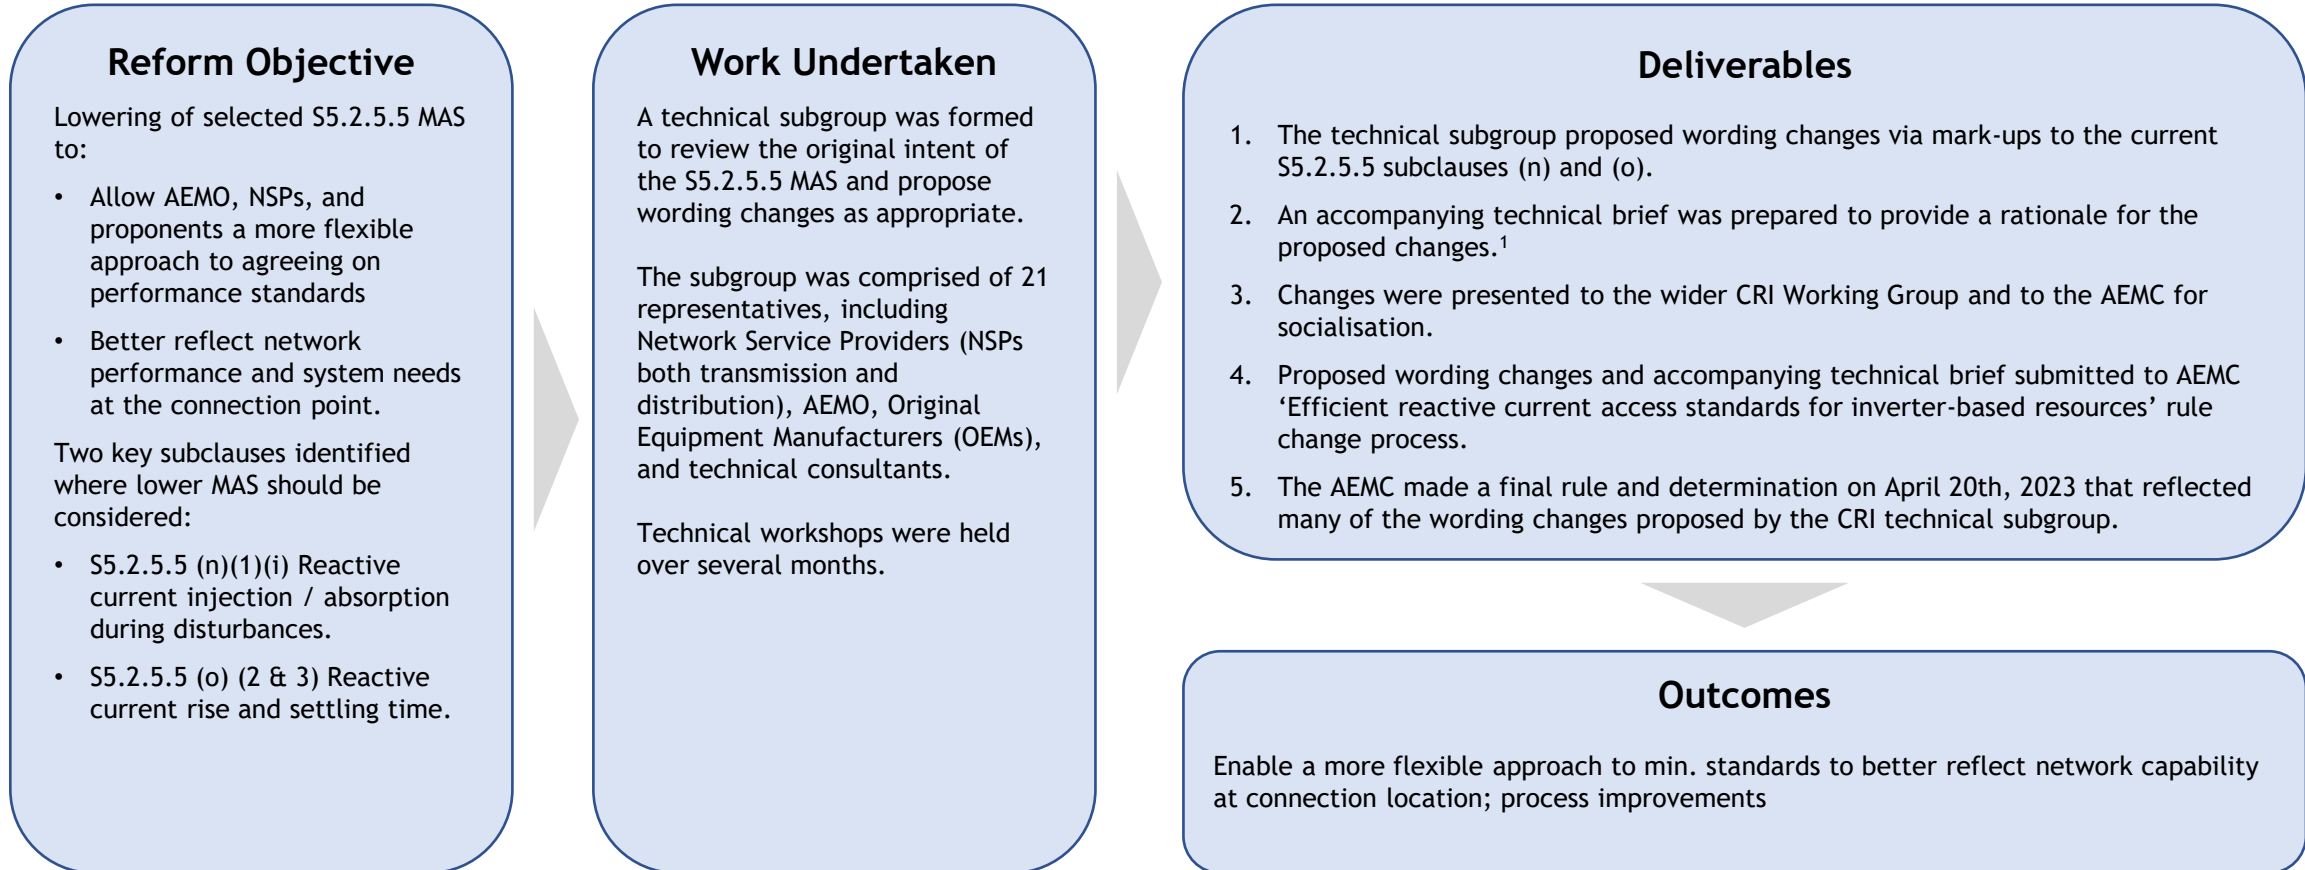 Reform Objective
Lowering of selected S5.2.5.5 MAS
to:
• Allow AEMO, NSPs, and
proponents a more flexible
approach to agreeing on
performance standards
• Better reflect network
performance and system needs
at the connection point.
Two key subclauses identified
where lower MAS should be
considered:
• S5.2.5.5 (n)(1)(i) Reactive
current injection / absorption
during disturbances.
• S5.2.5.5 (o) (2 & 3) Reactive
current rise and settling time.
Work Undertaken
A technical subgroup was formed
to review the original intent of
the S5.2.5.5 MAS and propose
wording changes as appropriate.
The subgroup was comprised of 21
representatives, including
Network Service Providers (NSPs
both transmission and
distribution), AEMO, Original
Equipment Manufacturers (OEMs),
and technical consultants.
Technical workshops were held
over several months.
Deliverables
1. The technical subgroup proposed wording changes via mark-ups to the current
S5.2.5.5 subclauses (n) and (o).
2. An accompanying technical brief was prepared to provide a rationale for the
proposed changes.¹
3. Changes were presented to the wider CRI Working Group and to the AEMC for
socialisation.
4. Proposed wording changes and accompanying technical brief submitted to AEMC
‘Efficient reactive current access standards for inverter-based resources’ rule
change process.
5. The AEMC made a final rule and determination on April 20th, 2023 that reflected
many of the wording changes proposed by the CRI technical subgroup.
Outcomes
Enable a more flexible approach to min. standards to better reflect network capability
at connection location; process improvements